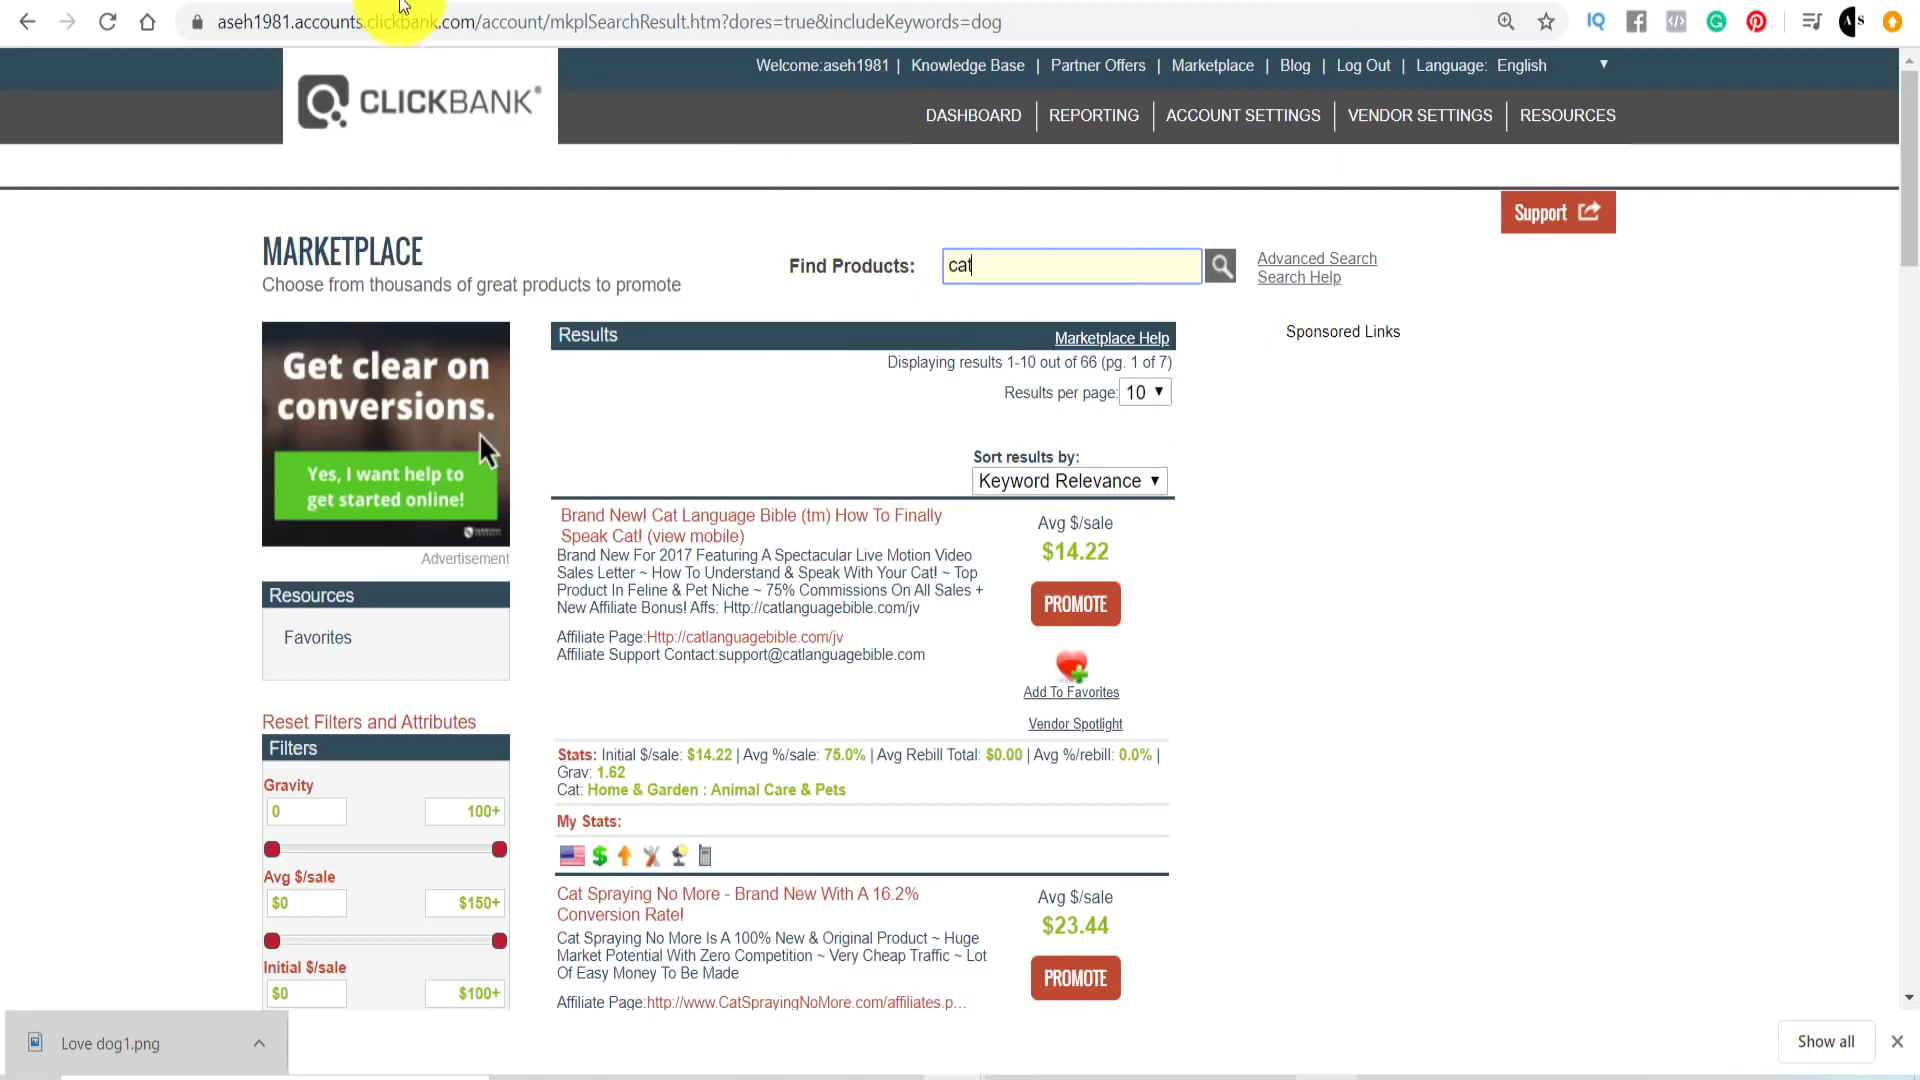 aseh1981.accounts.clickbank.com/account/mkplSearchResult.htm?dores=true&includeKeywords=dog
Welcome:aseh1981 | Knowledge Base | Partner Offers | Marketplace | Blog | Log Out | Language: English
CLICKBANK
DASHBOARD | REPORTING | ACCOUNT SETTINGS | VENDOR SETTINGS | RESOURCES
Support
MARKETPLACE
Choose from thousands of great products to promote
Find Products:
cat
Advanced Search
Search Help
Get clear on
conversions.
Yes, I want help to
get started online!
Advertisement
Resources
Favorites
Reset Filters and Attributes
Filters
Gravity
0
100+
Avg $/sale
$0
$150+
Initial $/sale
$0
$100+
Results
Marketplace Help
Displaying results 1-10 out of 66 (pg. 1 of 7)
Results per page: 10
Sort results by:
Keyword Relevance
Brand New! Cat Language Bible (tm) How To Finally
Speak Cat! (view mobile)
Brand New For 2017 Featuring A Spectacular Live Motion Video
Sales Letter ~ How To Understand & Speak With Your Cat! ~ Top
Product In Feline & Pet Niche ~ 75% Commissions On All Sales +
New Affiliate Bonus! Affs: Http://catlanguagebible.com/jv
Affiliate Page:Http://catlanguagebible.com/jv
Affiliate Support Contact:support@catlanguagebible.com
Avg $/sale
$14.22
PROMOTE
Add To Favorites
Vendor Spotlight
Stats: Initial $/sale: $14.22 | Avg %/sale: 75.0% | Avg Rebill Total: $0.00 | Avg %/rebill: 0.0% |
Grav: 1.62
Cat: Home & Garden : Animal Care & Pets
My Stats:
Cat Spraying No More - Brand New With A 16.2%
Conversion Rate!
Cat Spraying No More Is A 100% New & Original Product ~ Huge
Market Potential With Zero Competition ~ Very Cheap Traffic ~ Lot
Of Easy Money To Be Made
Affiliate Page:http://www.CatSprayingNoMore.com/affiliates.p...
Avg $/sale
$23.44
PROMOTE
Sponsored Links
Love dog1.png
Show all